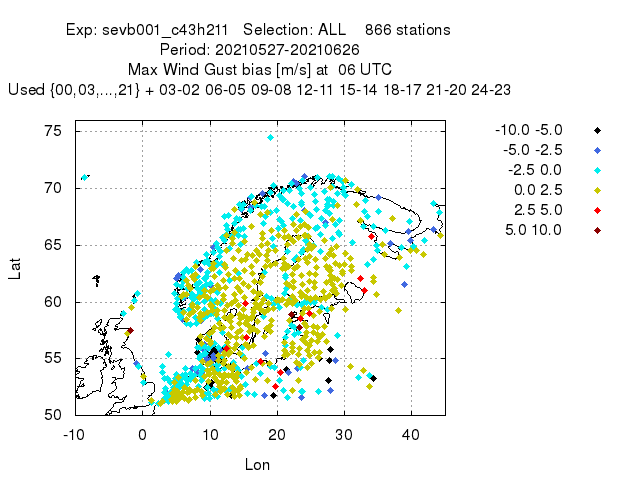 Exp: sevb001_c43h211 Selection: ALL 866 stations
Period: 20210527-20210626
Max Wind Gust bias [m/s] at 06 UTC
Used {00,03,...,21} + 03-02 06-05 09-08 12-11 15-14 18-17 21-20 24-23
-10.0 -5.0
-5.0 -2.5
-2.5 0.0
0.0 2.5
2.5 5.0
5.0 10.0
75
70
65
60
55
50
Lat
-10 0 10 20 30 40
Lon